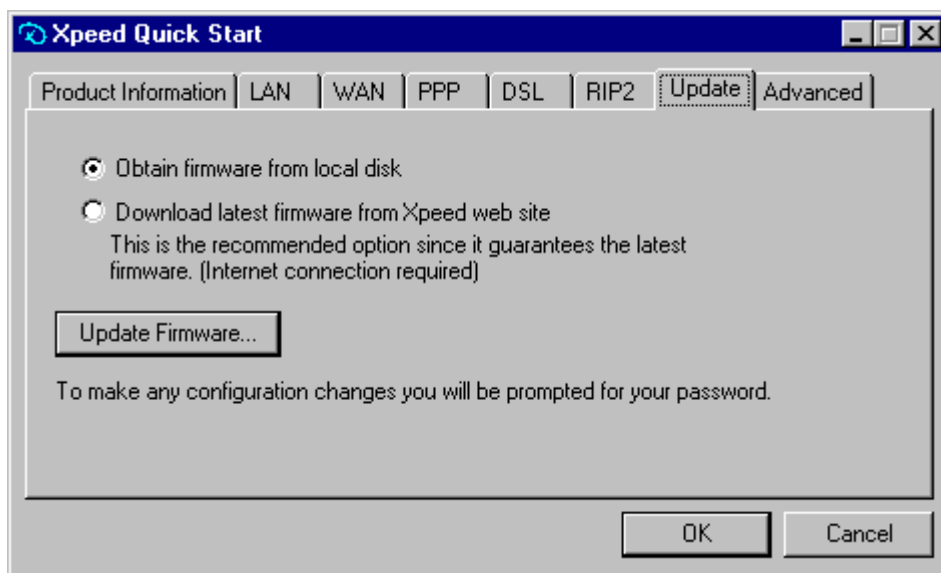 Xpeed Quick Start
Product Information LAN WAN PPP DSL RIP2 Update Advanced
Obtain firmware from local disk
Download latest firmware from Xpeed web site
This is the recommended option since it guarantees the latest
firmware. (Internet connection required)
Update Firmware...
To make any configuration changes you will be prompted for your password.
OK Cancel